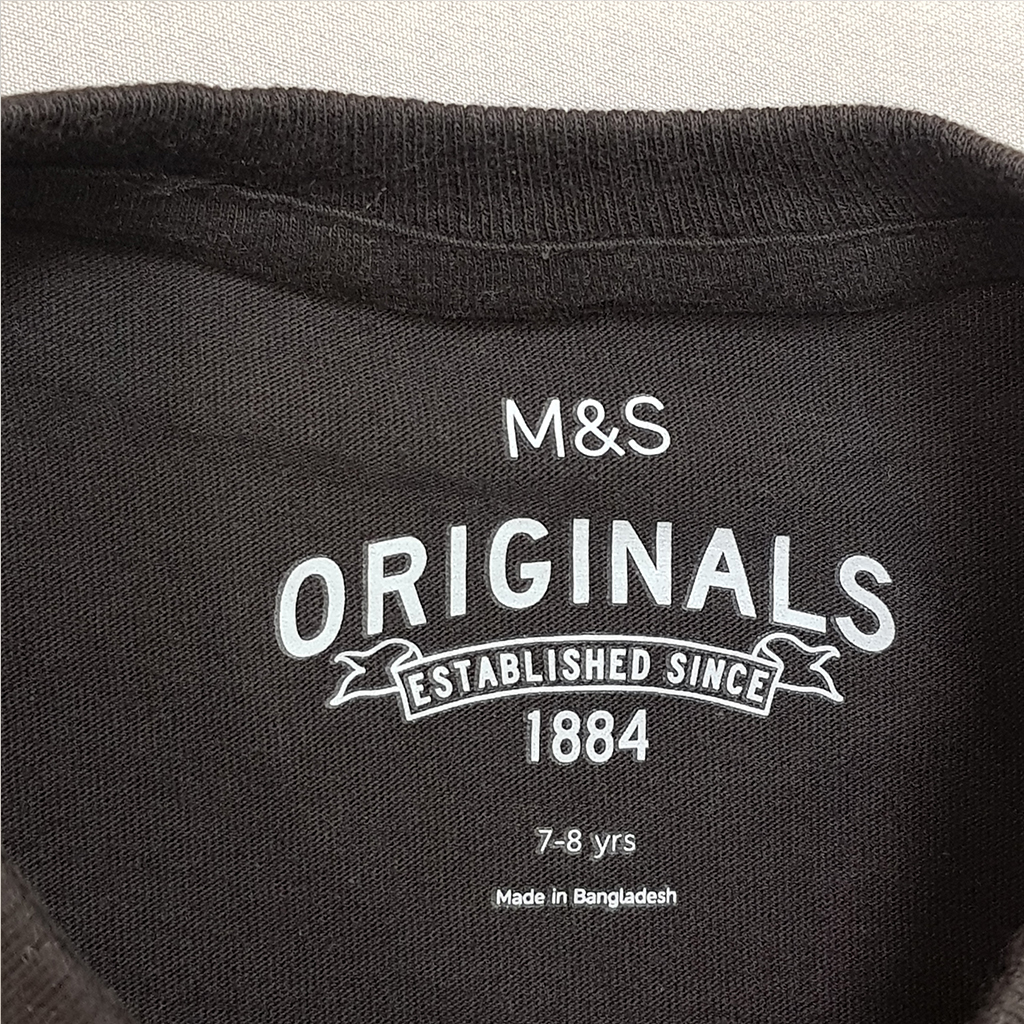 M&S
ORIGINALS
ESTABLISHED SINCE
1884
7-8 yrs
Made in Bangladesh